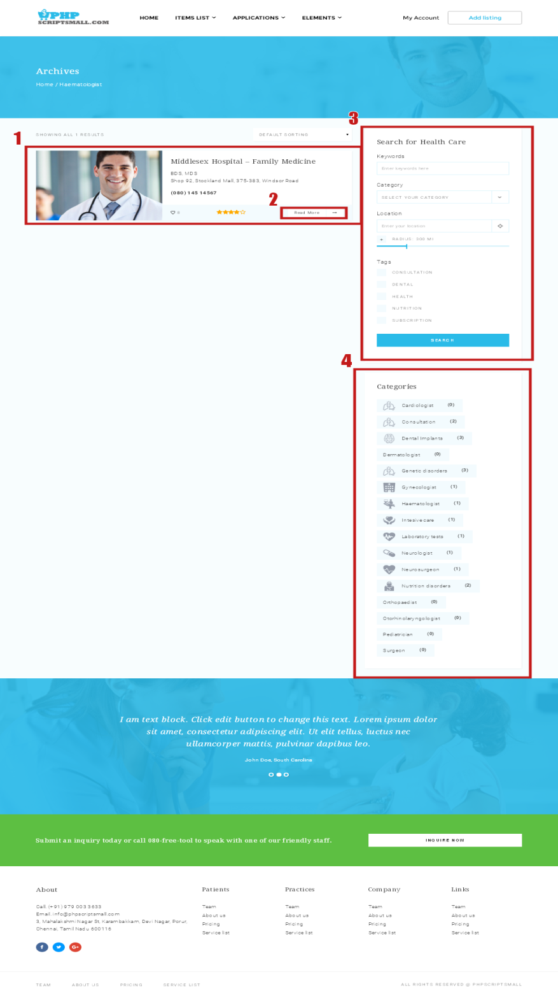 PHP
SCRIPTSMALL.COM
HOME
ITEMS LIST
APPLICATIONS
ELEMENTS
My Account
Add listing
Archives
Home / Haematologist
1
SHOWING ALL 1 RESULTS
DEFAULT SORTING
Middlesex Hospital – Family Medicine
BDS, MDS
Shop 92, Stockland Mall, 375-383, Windsor Road
(080) 145 14567
2
8
Read More
3
Search for Health Care
Keywords
Enter keywords here
Category
SELECT YOUR CATEGORY
Location
Enter your location
+ RADIUS: 300 MI
Tags
CONSULTATION
DENTAL
HEALTH
NUTRITION
SUBSCRIPTION
SEARCH
4
Categories
Cardiologist (0)
Consultation (2)
Dental Implants (3)
Dermatologist (0)
Genetic disorders (3)
Gynecologist (1)
Haematologist (1)
Intesive care (1)
Laboratory tests (1)
Neurologist (1)
Neurosurgeon (1)
Nutrition disorders (2)
Orthopaedist (0)
Otorhinolaryngologist (0)
Pediatrician (0)
Surgeon (0)
I am text block. Click edit button to change this text. Lorem ipsum dolor
sit amet, consectetur adipiscing elit. Ut elit tellus, luctus nec
ullamcorper mattis, pulvinar dapibus leo.
John Doe, South Carolina
Submit an inquiry today or call 080-free-tool to speak with one of our friendly staff.
INQUIRE NOW
About
Call: (+91) 979 003 3633
Email: info@phpscriptsmall.com
3, Mahalakshmi Nagar St, Karambakkam, Devi Nagar, Porur,
Chennai, Tamil Nadu 600116
f
G+
Patients
Team
About us
Pricing
Service list
Practices
Team
About us
Pricing
Service list
Company
Team
About us
Pricing
Service list
Links
Team
About us
Pricing
Service list
TEAM
ABOUT US
PRICING
SERVICE LIST
ALL RIGHTS RESERVED @ PHPSCRIPTSMALL